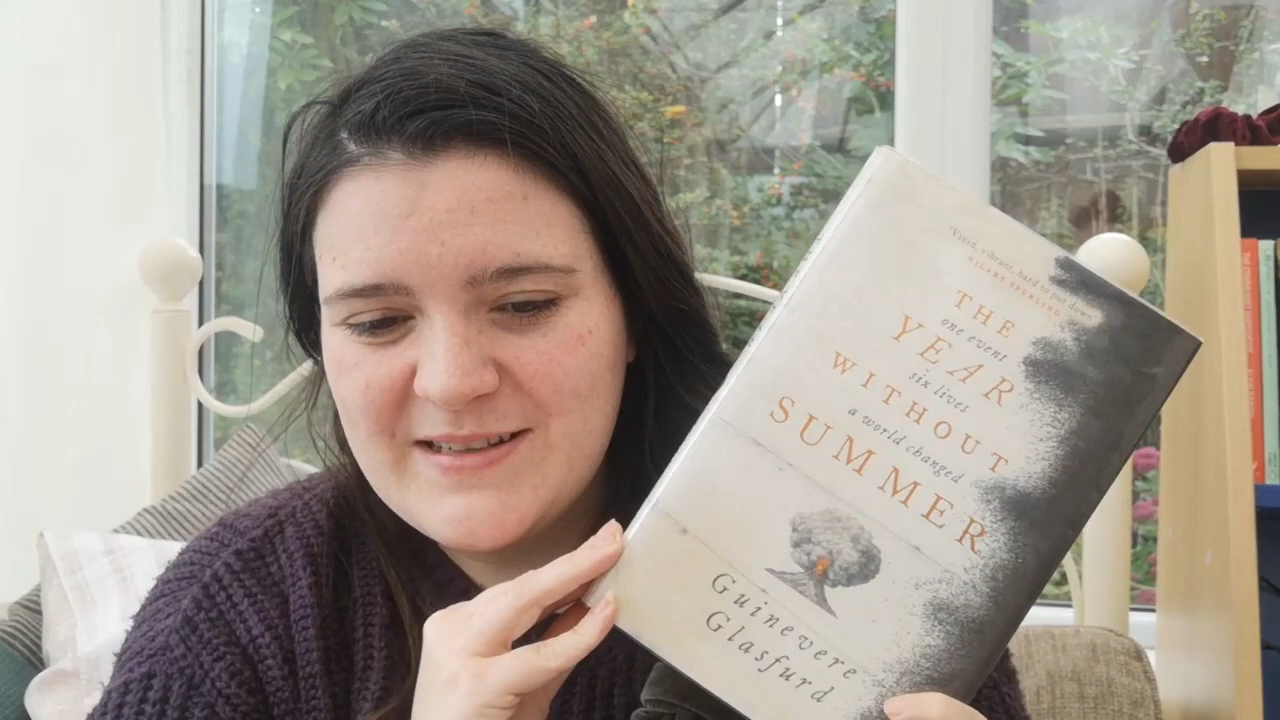 'Vivid, vibrant, hard to put down'
HILARY SPURLING
THE
one event
YEAR
six lives
WITHOUT
a world changed
SUMMER
Guinevere
Glasfurd